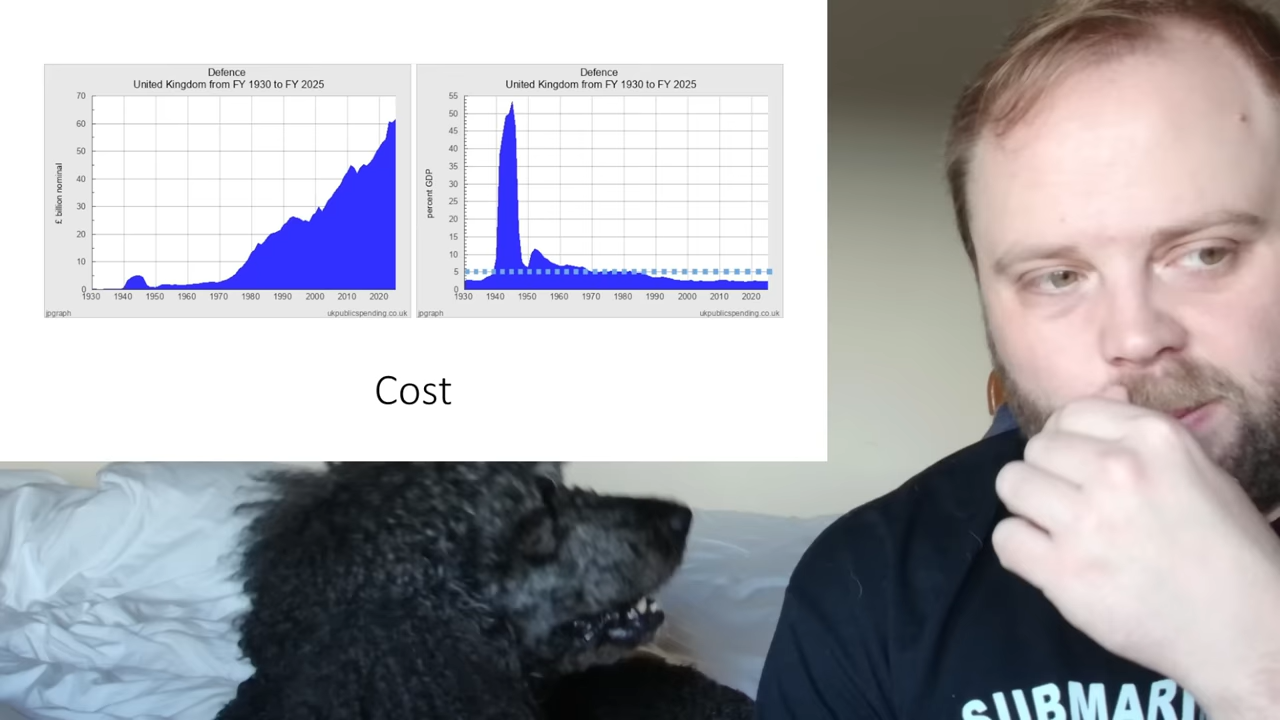 Defence
United Kingdom from FY 1930 to FY 2025
£ billion nominal
70
60
50
40
30
20
10
0
1930 1940 1950 1960 1970 1980 1990 2000 2010 2020
jpgraph
ukpublicspending.co.uk
Defence
United Kingdom from FY 1930 to FY 2025
percent GDP
55
50
45
40
35
30
25
20
15
10
5
0
1930 1940 1950 1960 1970 1980 1990 2000 2010 2020
jpgraph
ukpublicspending.co.uk
Cost
SUBMARI